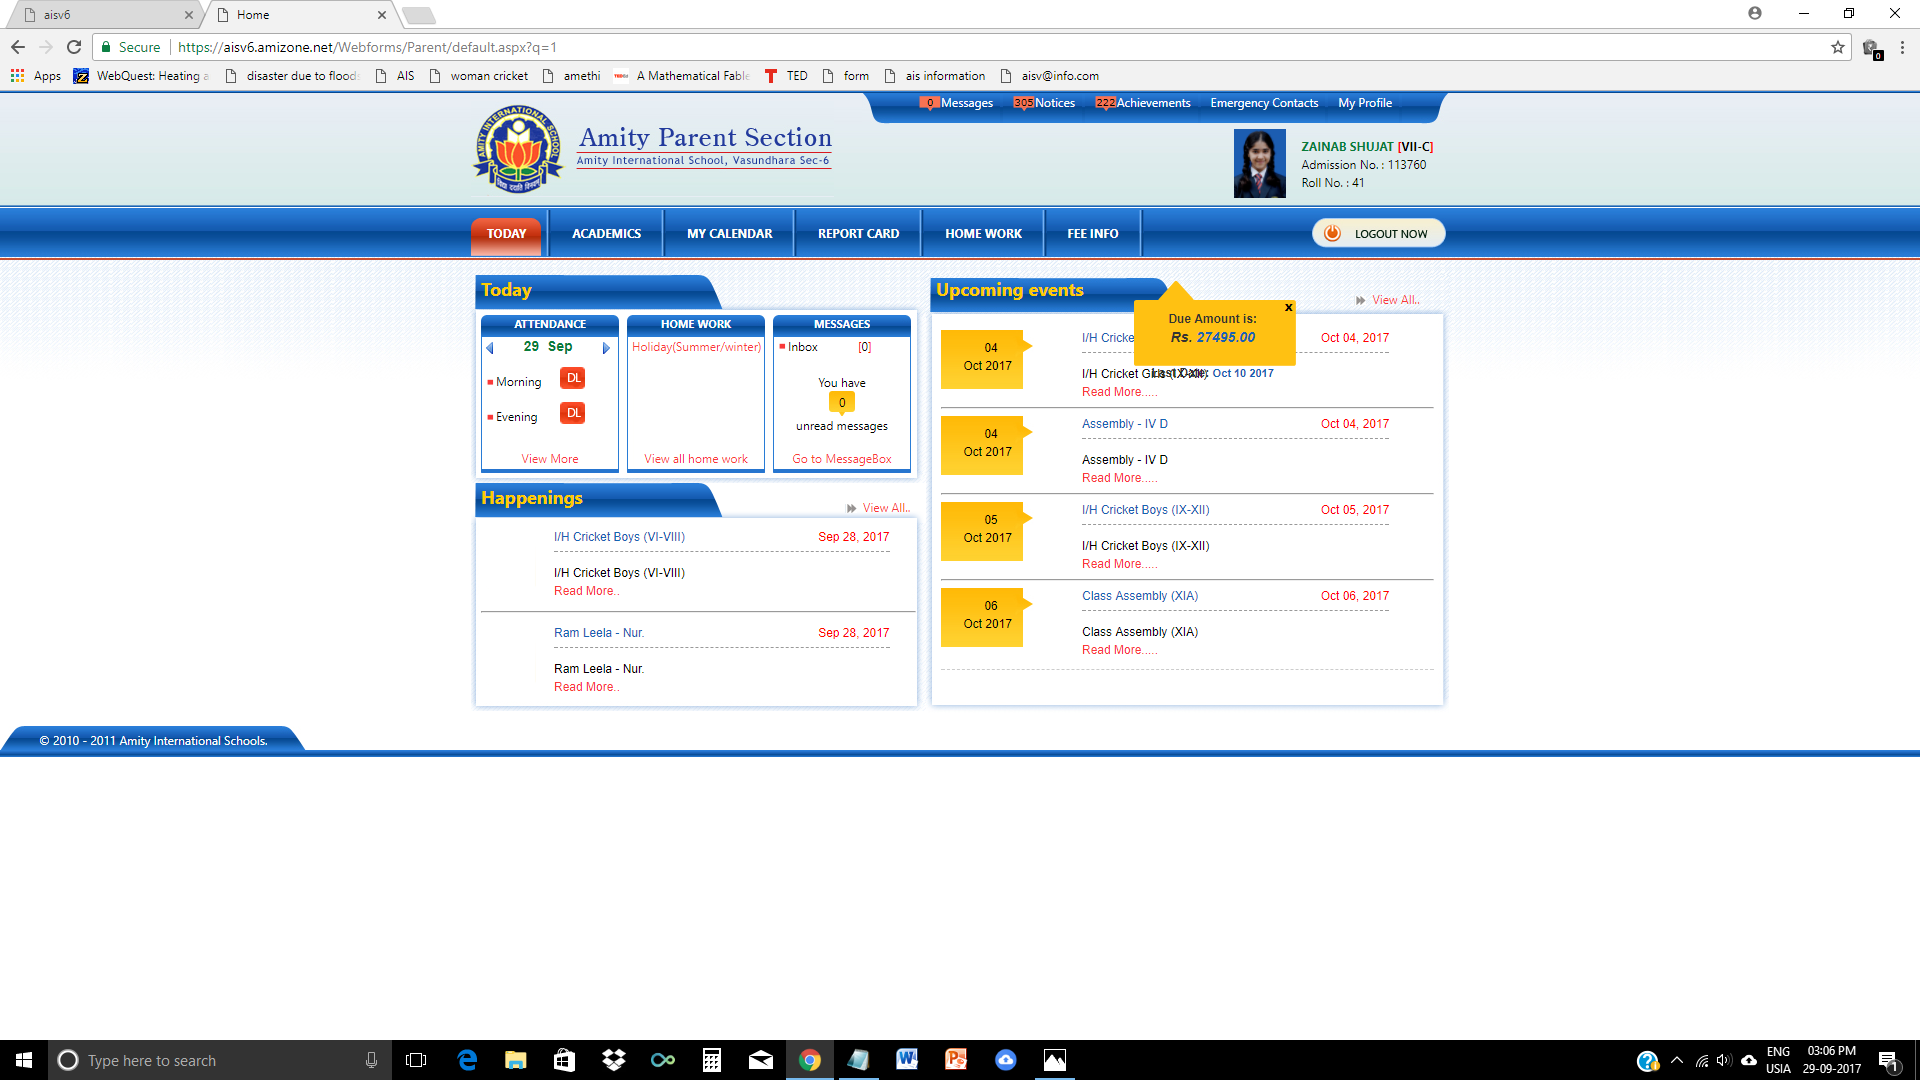 aisv6
Home
Secure
https://aisv6.amizone.net/Webforms/Parent/default.aspx?q=1
0
Apps
WebQuest: Heating a
disaster due to flood
AIS
woman cricket
amethi
A Mathematical Fable
TED
form
ais information
aisv@info.com
0 Messages
305 Notices
222 Achievements
Emergency Contacts
My Profile
AMITY INTERNATIONAL SCHOOL
Amity Parent Section
Amity International School, Vasundhara Sec-6
ZAINAB SHUJAT [VII-C]
Admission No. : 113760
Roll No. : 41
TODAY
ACADEMICS
MY CALENDAR
REPORT CARD
HOME WORK
FEE INFO
LOGOUT NOW
Today
ATTENDANCE
29 Sep
Morning DL
Evening DL
View More
HOME WORK
Holiday(Summer/winter)
View all home work
MESSAGES
Inbox [0]
You have
0
unread messages
Go to MessageBox
Happenings
View All..
I/H Cricket Boys (VI-VIII) Sep 28, 2017
I/H Cricket Boys (VI-VIII)
Read More..
Ram Leela - Nur. Sep 28, 2017
Ram Leela - Nur.
Read More..
Upcoming events
View All..
x
Due Amount is:
Rs. 27495.00
Last Date: Oct 10 2017
04
Oct 2017
I/H Cricke Oct 04, 2017
I/H Cricket Girls (IX-XII)
Read More.....
04
Oct 2017
Assembly - IV D Oct 04, 2017
Assembly - IV D
Read More.....
05
Oct 2017
I/H Cricket Boys (IX-XII) Oct 05, 2017
I/H Cricket Boys (IX-XII)
Read More.....
06
Oct 2017
Class Assembly (XIA) Oct 06, 2017
Class Assembly (XIA)
Read More.....
© 2010 - 2011 Amity International Schools.
Type here to search
ENG
USIA
03:06 PM
29-09-2017
1